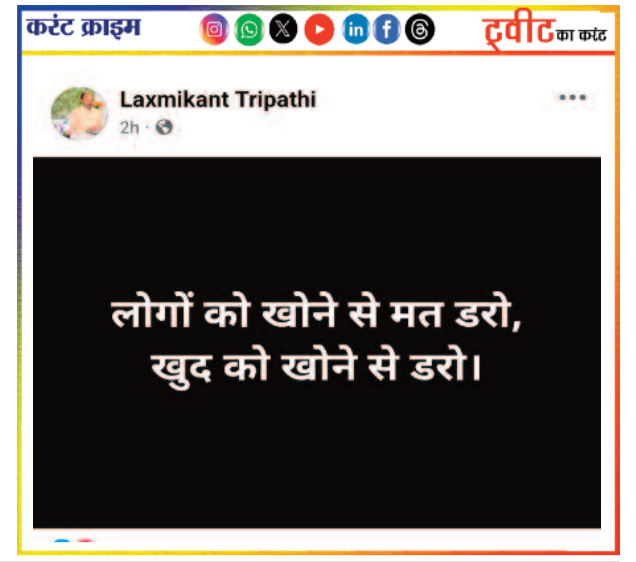 करंट क्राइम ट्वीट का करंट
Laxmikant Tripathi
2h
लोगों को खोने से मत डरो,
खुद को खोने से डरो।